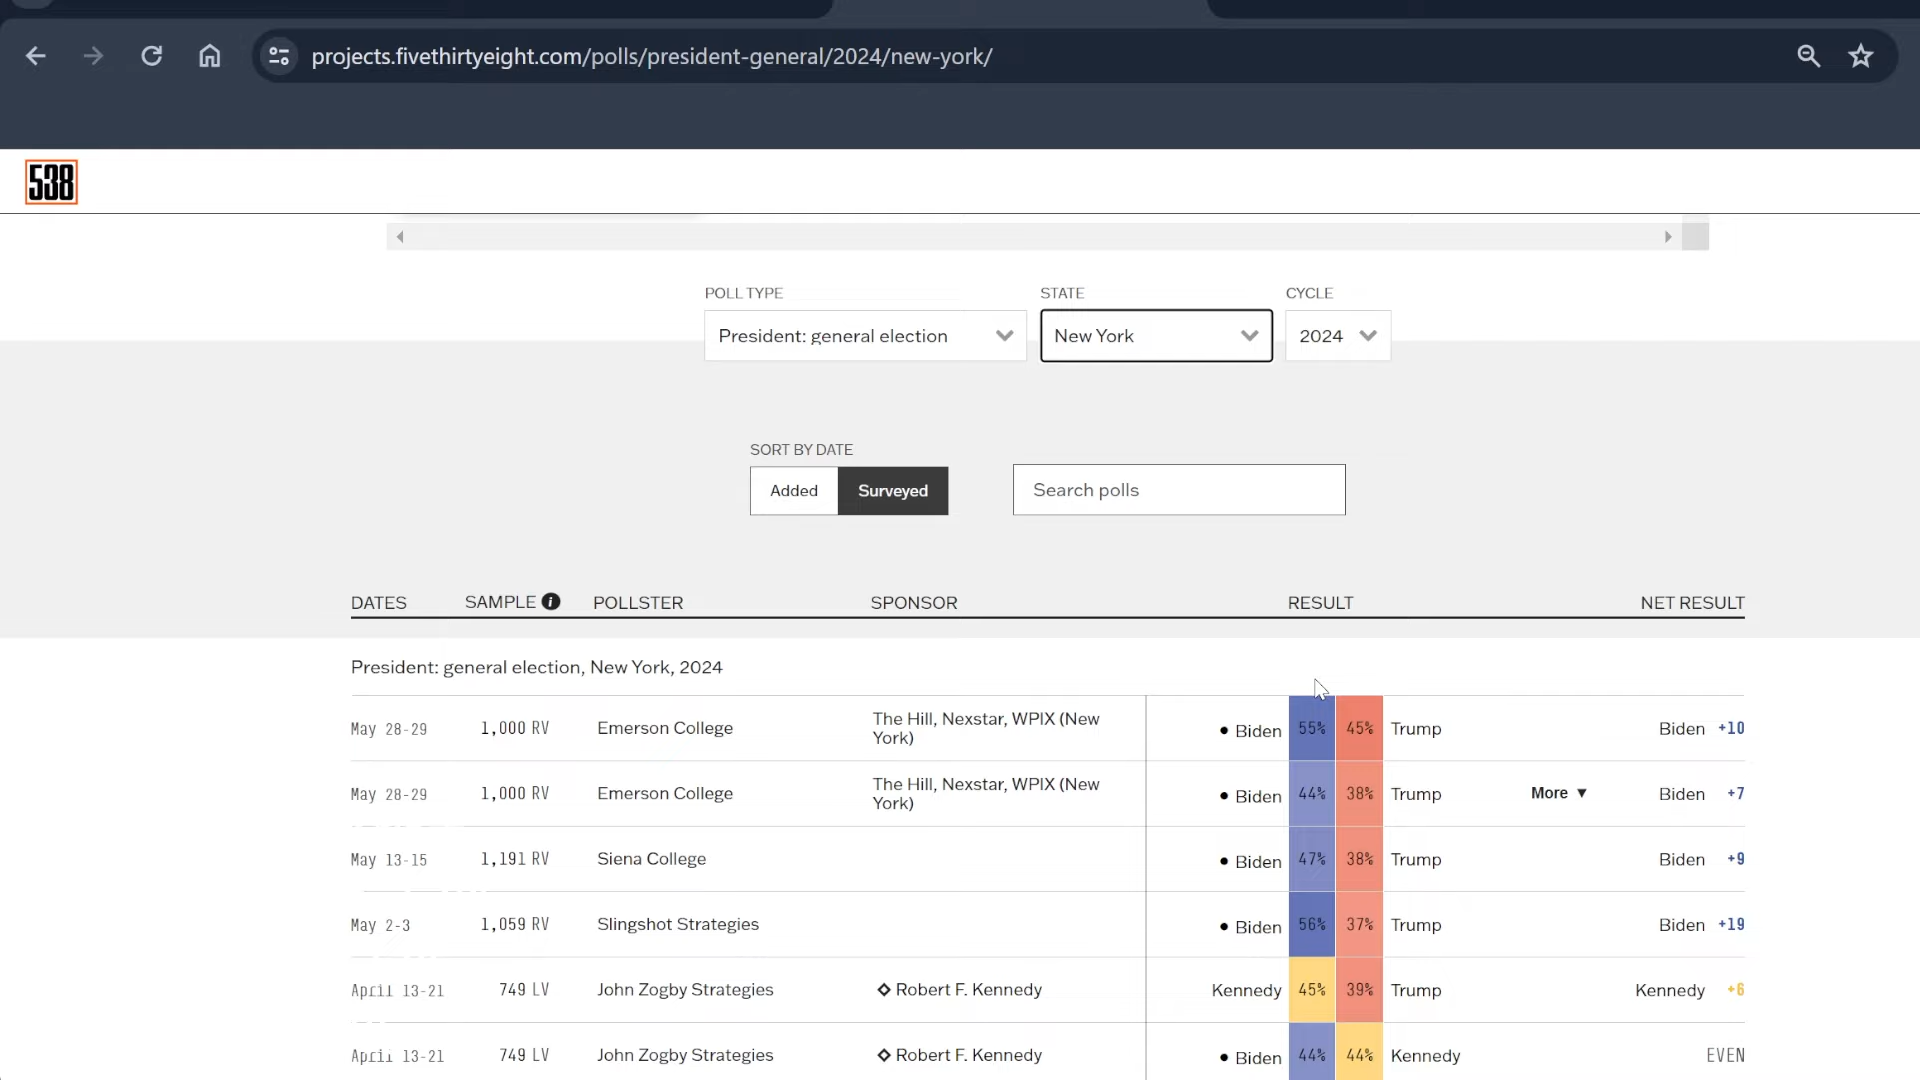 projects.fivethirtyeight.com/polls/president-general/2024/new-york/
538
POLL TYPE STATE CYCLE
President: general election New York 2024
SORT BY DATE
Added Surveyed Search polls
DATES SAMPLE i POLLSTER SPONSOR RESULT NET RESULT
President: general election, New York, 2024
May 28-29 1,000 RV Emerson College The Hill, Nexstar, WPIX (New York) • Biden 55% 45% Trump Biden +10
May 28-29 1,000 RV Emerson College The Hill, Nexstar, WPIX (New York) • Biden 44% 38% Trump More ▼ Biden +7
May 13-15 1,191 RV Siena College • Biden 47% 38% Trump Biden +9
May 2-3 1,059 RV Slingshot Strategies • Biden 56% 37% Trump Biden +19
April 13-21 749 LV John Zogby Strategies ◇ Robert F. Kennedy Kennedy 45% 39% Trump Kennedy +6
April 13-21 749 LV John Zogby Strategies ◇ Robert F. Kennedy • Biden 44% 44% Kennedy EVEN